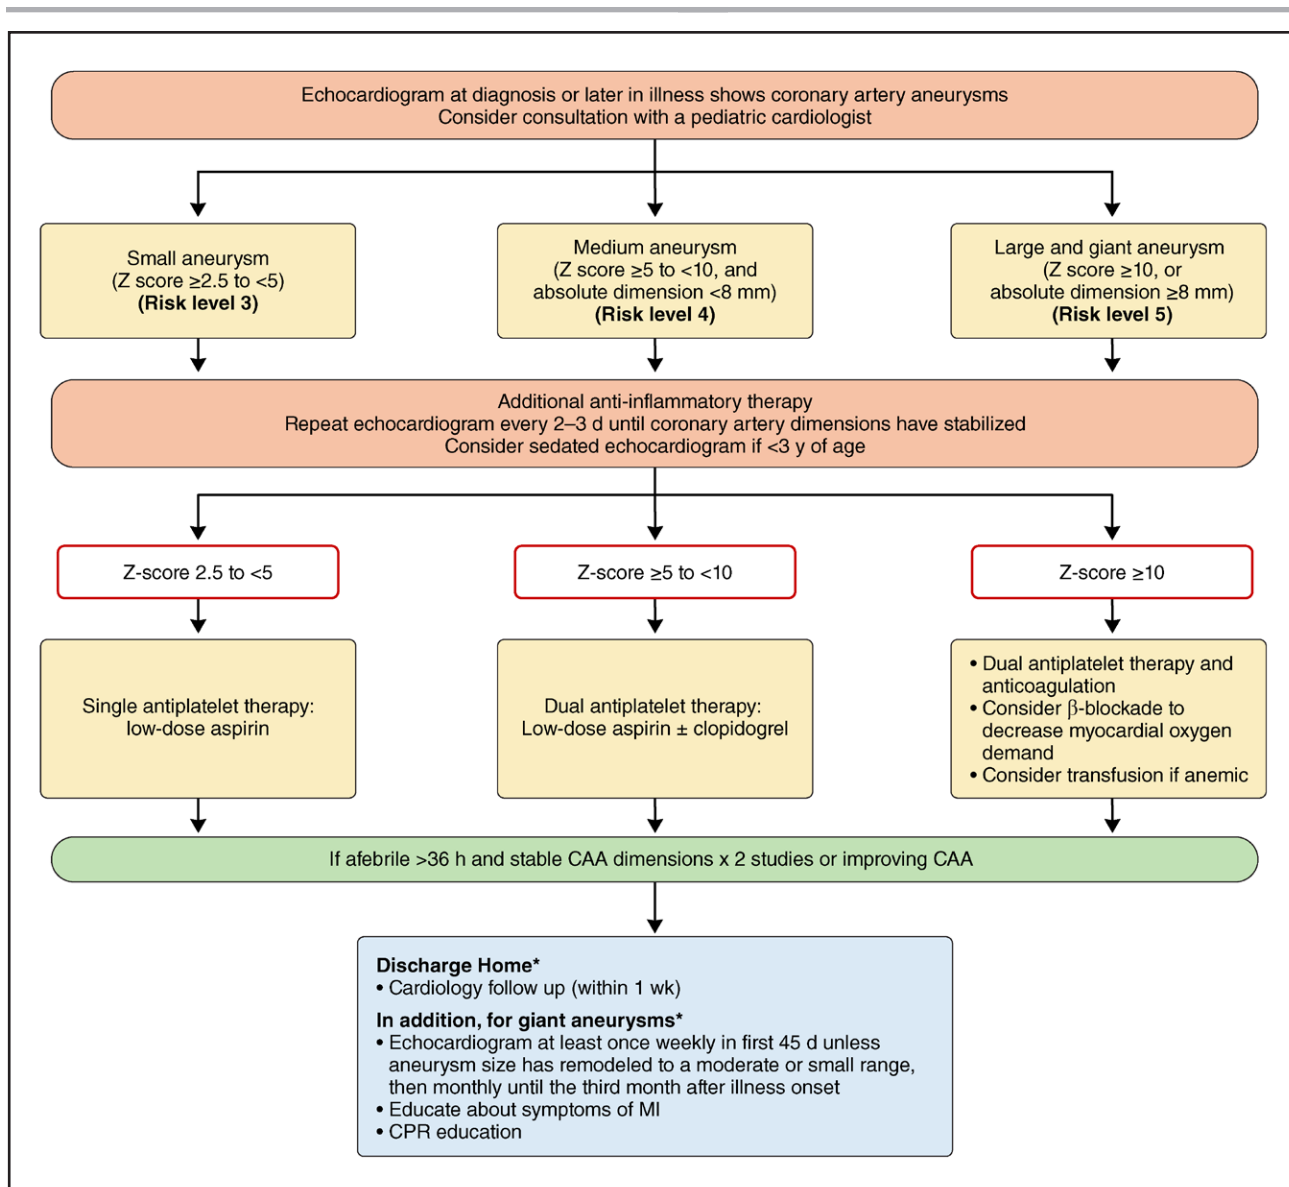 Echocardiogram at diagnosis or later in illness shows coronary artery aneurysms
Consider consultation with a pediatric cardiologist
Small aneurysm
(Z score ≥2.5 to <5)
(Risk level 3)
Medium aneurysm
(Z score ≥5 to <10, and
absolute dimension <8 mm)
(Risk level 4)
Large and giant aneurysm
(Z score ≥10, or
absolute dimension ≥8 mm)
(Risk level 5)
Additional anti-inflammatory therapy
Repeat echocardiogram every 2–3 d until coronary artery dimensions have stabilized
Consider sedated echocardiogram if <3 y of age
Z-score 2.5 to <5
Z-score ≥5 to <10
Z-score ≥10
Single antiplatelet therapy:
low-dose aspirin
Dual antiplatelet therapy:
Low-dose aspirin ± clopidogrel
• Dual antiplatelet therapy and
anticoagulation
• Consider β-blockade to
decrease myocardial oxygen
demand
• Consider transfusion if anemic
If afebrile >36 h and stable CAA dimensions x 2 studies or improving CAA
Discharge Home*
• Cardiology follow up (within 1 wk)
In addition, for giant aneurysms*
• Echocardiogram at least once weekly in first 45 d unless
aneurysm size has remodeled to a moderate or small range,
then monthly until the third month after illness onset
• Educate about symptoms of MI
• CPR education